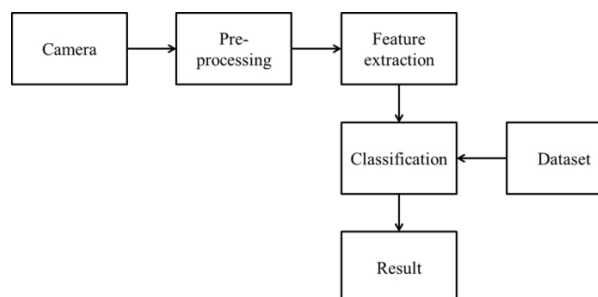 Camera
Pre-
processing
Feature
extraction
Classification
Dataset
Result